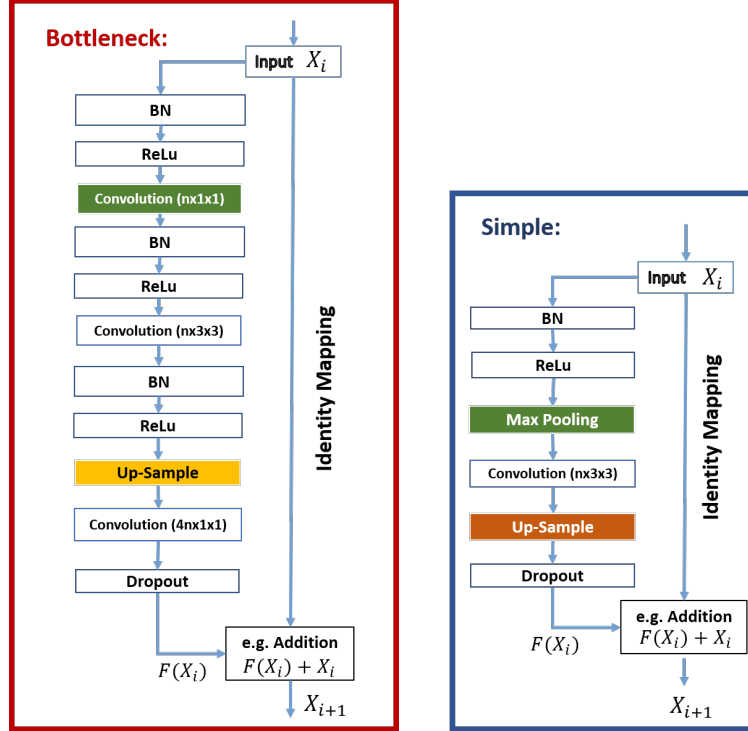 Bottleneck:
Input X_i
BN
ReLu
Convolution (nx1x1)
BN
ReLu
Convolution (nx3x3)
BN
ReLu
Up-Sample
Convolution (4nx1x1)
Dropout
Identity Mapping
e.g. Addition
F(X_i) + X_i
F(X_i)
X_{i+1}
Simple:
Input X_i
BN
ReLu
Max Pooling
Convolution (nx3x3)
Up-Sample
Dropout
Identity Mapping
e.g. Addition
F(X_i) + X_i
F(X_i)
X_{i+1}